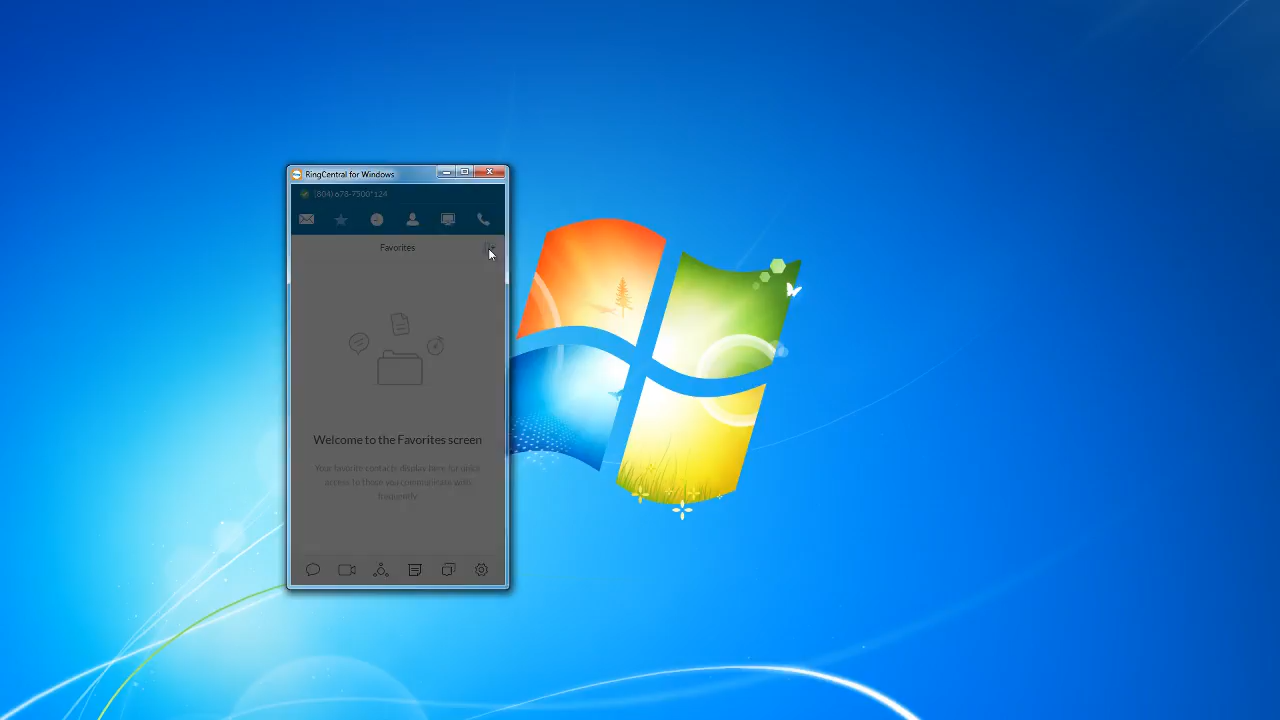 RingCentral for Windows
(804) 678-7500*124
Favorites
Welcome to the Favorites screen
Your favorite contacts display here, for quick
access to those you communicate with
frequently.